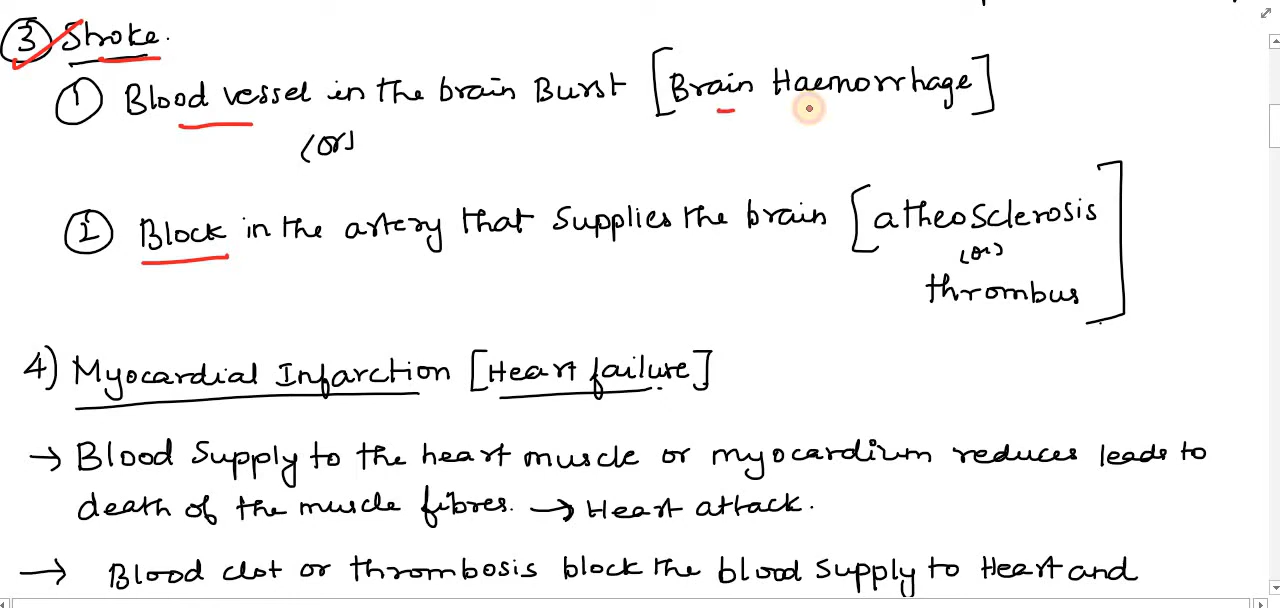 ③ Stroke.
① Blood vessel in the brain Burst [Brain Haemorrhage]
(or)
② Block in the artery that supplies the brain [atheosclerosis
(or)
thrombus]
4) Myocardial Infarction [Heart failure]
→ Blood Supply to the heart muscle or myocardium reduces leads to
death of the muscle fibres. → Heart attack.
→ Blood clot or thrombosis block the blood supply to Heart and